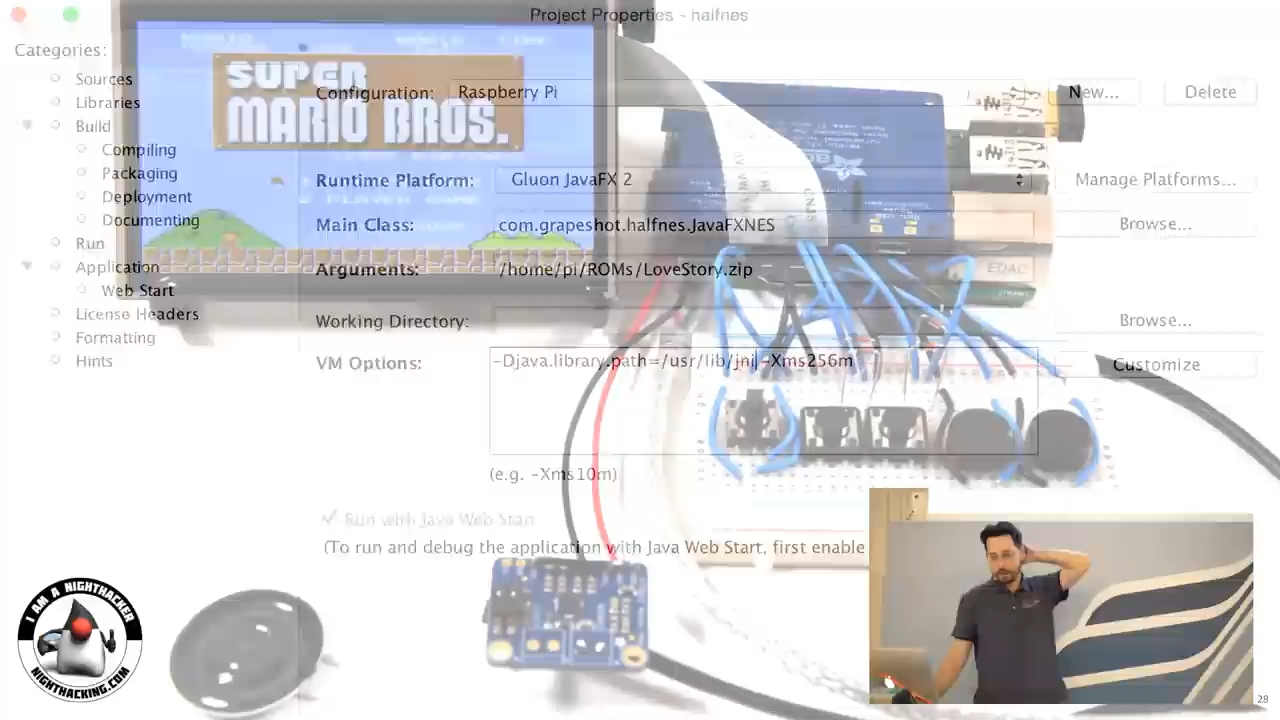 Project Properties - halfnes
Categories:
Sources
Libraries
Build
Compiling
Packaging
Deployment
Documenting
Run
Application
Web Start
License Headers
Formatting
Hints
SUPER
MARIO BROS.
PLAYER GAME
Configuration: Raspberry Pi
New...
Delete
Runtime Platform: Gluon JavaFX 2
Manage Platforms...
Main Class: com.grapeshot.halfnes.JavaFXNES
Browse...
Arguments: /home/pi/ROMs/LoveStory.zip
Working Directory:
Browse...
VM Options: -Djava.library.path=/usr/lib/jni -Xms256m
Customize
(e.g. -Xms10m)
Run with Java Web Start
(To run and debug the application with Java Web Start, first enable
EDAC
I AM A NIGHTHACKER
NIGHTHACKING.COM
28